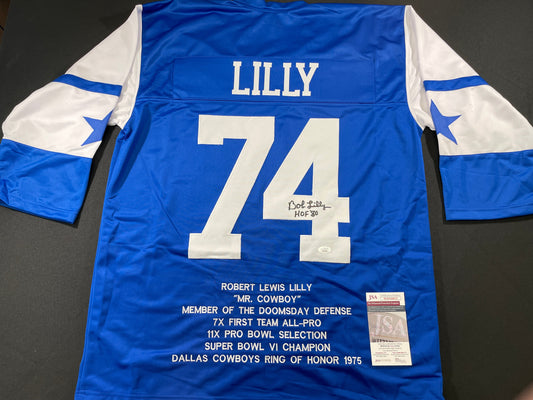 LILLY
74
Bob Lilly
HOF '80
ROBERT LEWIS LILLY
"MR. COWBOY"
MEMBER OF THE DOOMSDAY DEFENSE
7X FIRST TEAM ALL-PRO
11X PRO BOWL SELECTION
SUPER BOWL VI CHAMPION
DALLAS COWBOYS RING OF HONOR 1975
JSA
JSA